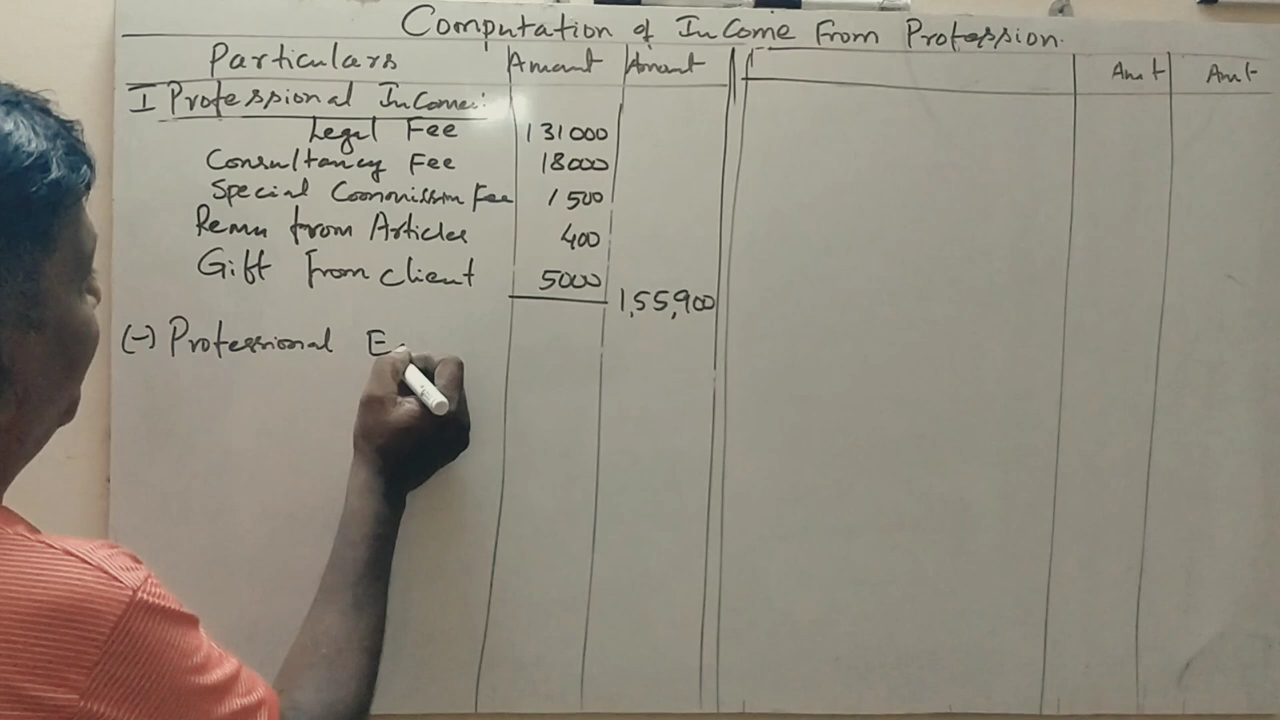 Computation of Income From Profession.
Particulars Amount Amount Amt Amt
I Professional Income:
Legal Fee 131000
Consultancy Fee 18000
Special Commission Fee 1500
Remu from Articles 400
Gift From client 5000
1,55,900
(-) Professional E